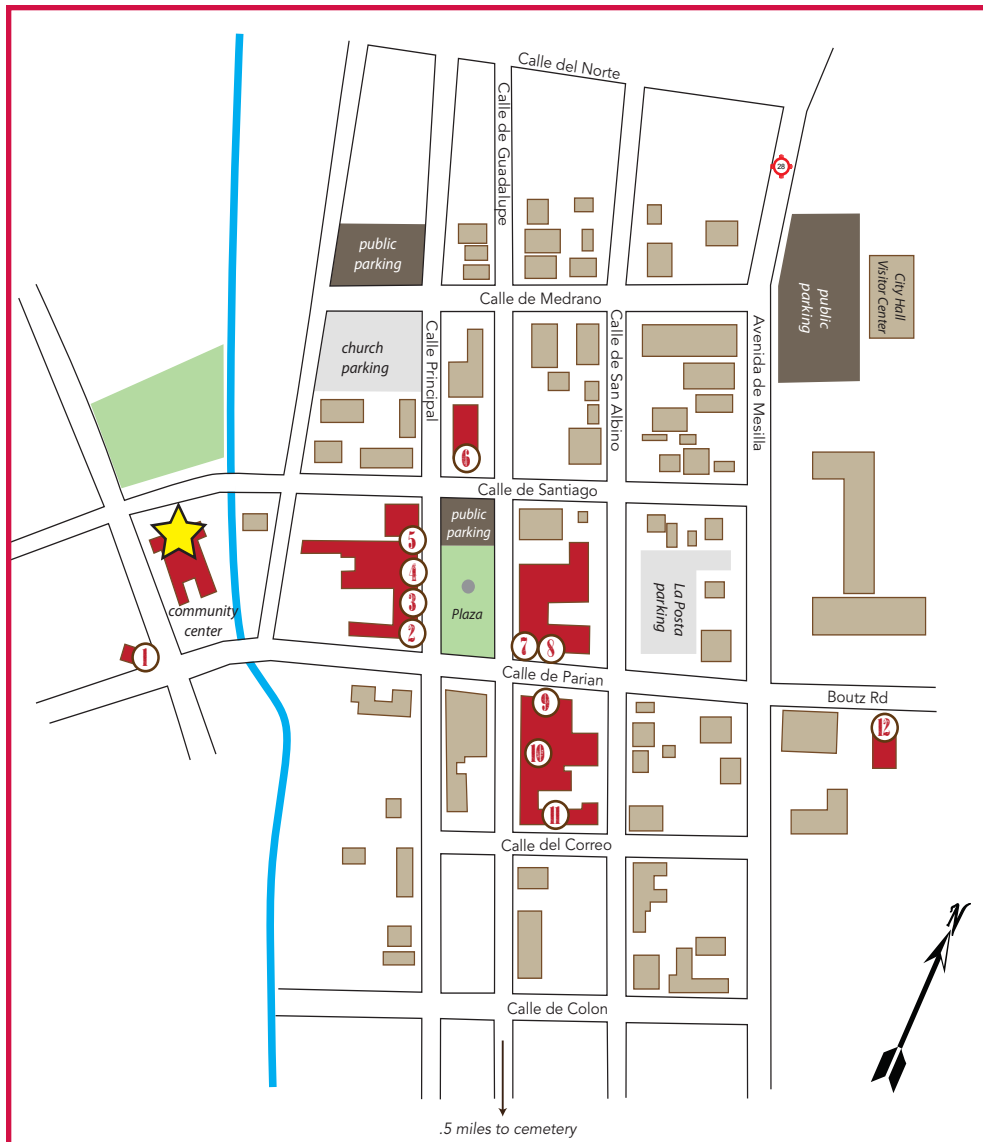 Calle del Norte
Calle de Guadalupe
28
public
parking
public
parking
City Hall
Visitor Center
Calle de Medrano
church
parking
Calle Principal
Calle de San Albino
Avenida de Mesilla
6
Calle de Santiago
public
parking
5
4
3
2
Plaza
La Posta
parking
community
center
1
7
8
Calle de Parian
Boutz Rd
9
10
11
12
Calle del Correo
N
Calle de Colon
.5 miles to cemetery